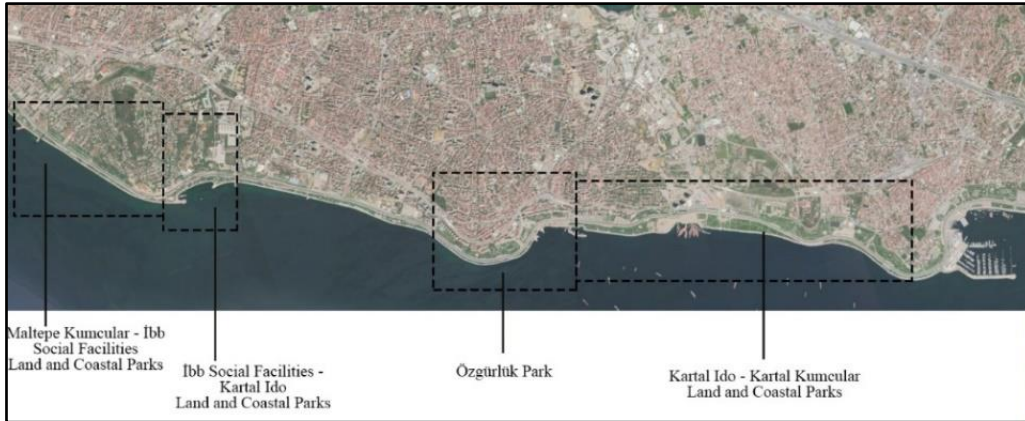 Maltepe Kumcular - İbb
Social Facilities
Land and Coastal Parks
İbb Social Facilities -
Kartal Ido
Land and Coastal Parks
Özgürlük Park
Kartal Ido - Kartal Kumcular
Land and Coastal Parks